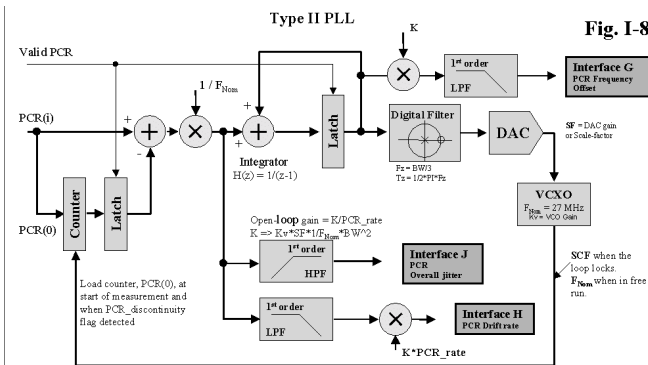 Type II PLL
Fig. I-8
Valid PCR
K
1st order
LPF
Interface G
PCR Frequency
Offset
1 / FNom
PCR(i)
+
+
-
+
×
+
+
+
×
Latch
Digital Filter
DAC
SF = DAC gain
or Scale-factor
Integrator
H(z) = 1/(z-1)
Fz = BW/3
Tz = 1/2*PI*Fz
Counter
Latch
PCR(0)
VCXO
FNom = 27 MHz
Kv = VCO Gain
Open-loop gain = K/PCR_rate
K => Kv*SF*1/FNom*BW^2
1st order
HPF
Interface J
PCR
Overall jitter
SCF when the
loop locks.
FNom when in free
run.
Load counter, PCR(0), at
start of measurement and
when PCR_discontinuity
flag detected
1st order
LPF
×
Interface H
PCR Drift rate
K*PCR_rate